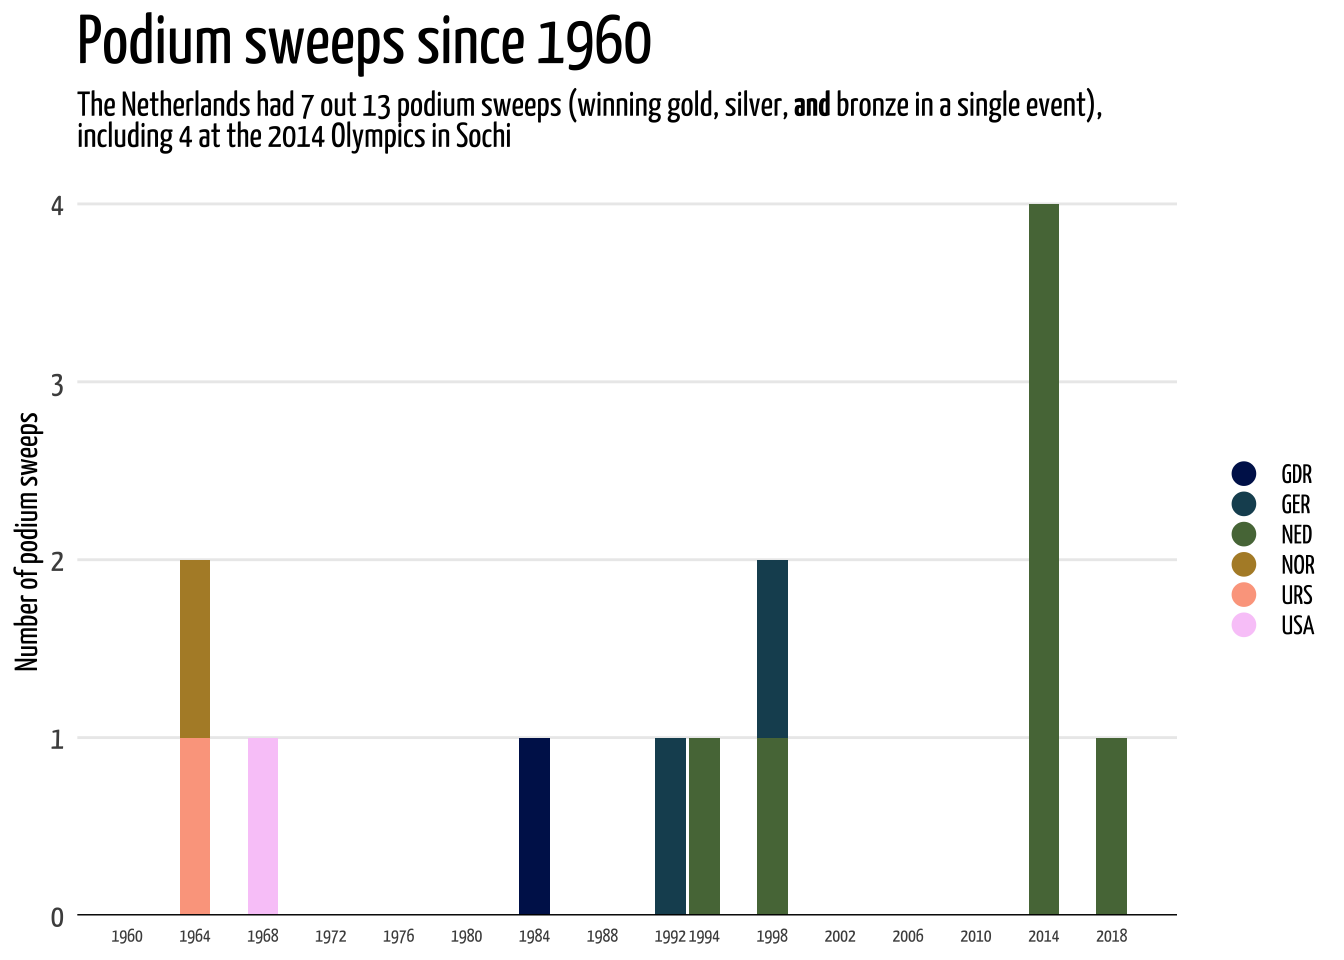 Podium sweeps since 1960
The Netherlands had 7 out 13 podium sweeps (winning gold, silver, and bronze in a single event),
including 4 at the 2014 Olympics in Sochi
Number of podium sweeps
4
3
2
1
0
1960 1964 1968 1972 1976 1980 1984 1988 1992 1994 1998 2002 2006 2010 2014 2018
GDR
GER
NED
NOR
URS
USA